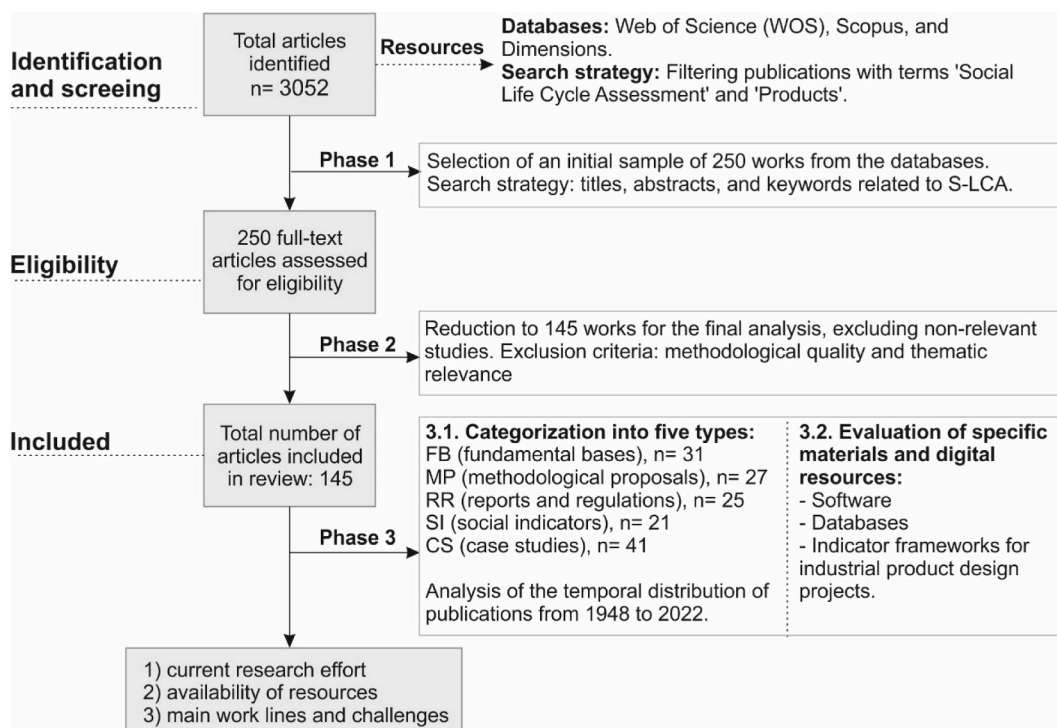 Identification
and screeing
Total articles
identified
n= 3052
Resources
Databases: Web of Science (WOS), Scopus, and
Dimensions.
Search strategy: Filtering publications with terms 'Social
Life Cycle Assessment' and 'Products'.
Phase 1
Selection of an initial sample of 250 works from the databases.
Search strategy: titles, abstracts, and keywords related to S-LCA.
Eligibility
250 full-text
articles assessed
for eligibility
Phase 2
Reduction to 145 works for the final analysis, excluding non-relevant
studies. Exclusion criteria: methodological quality and thematic
relevance
Included
Total number of
articles included
in review: 145
Phase 3
3.1. Categorization into five types:
FB (fundamental bases), n= 31
MP (methodological proposals), n= 27
RR (reports and regulations), n= 25
SI (social indicators), n= 21
CS (case studies), n= 41
Analysis of the temporal distribution of
publications from 1948 to 2022.
3.2. Evaluation of specific
materials and digital
resources:
- Software
- Databases
- Indicator frameworks for
industrial product design
projects.
1) current research effort
2) availability of resources
3) main work lines and challenges